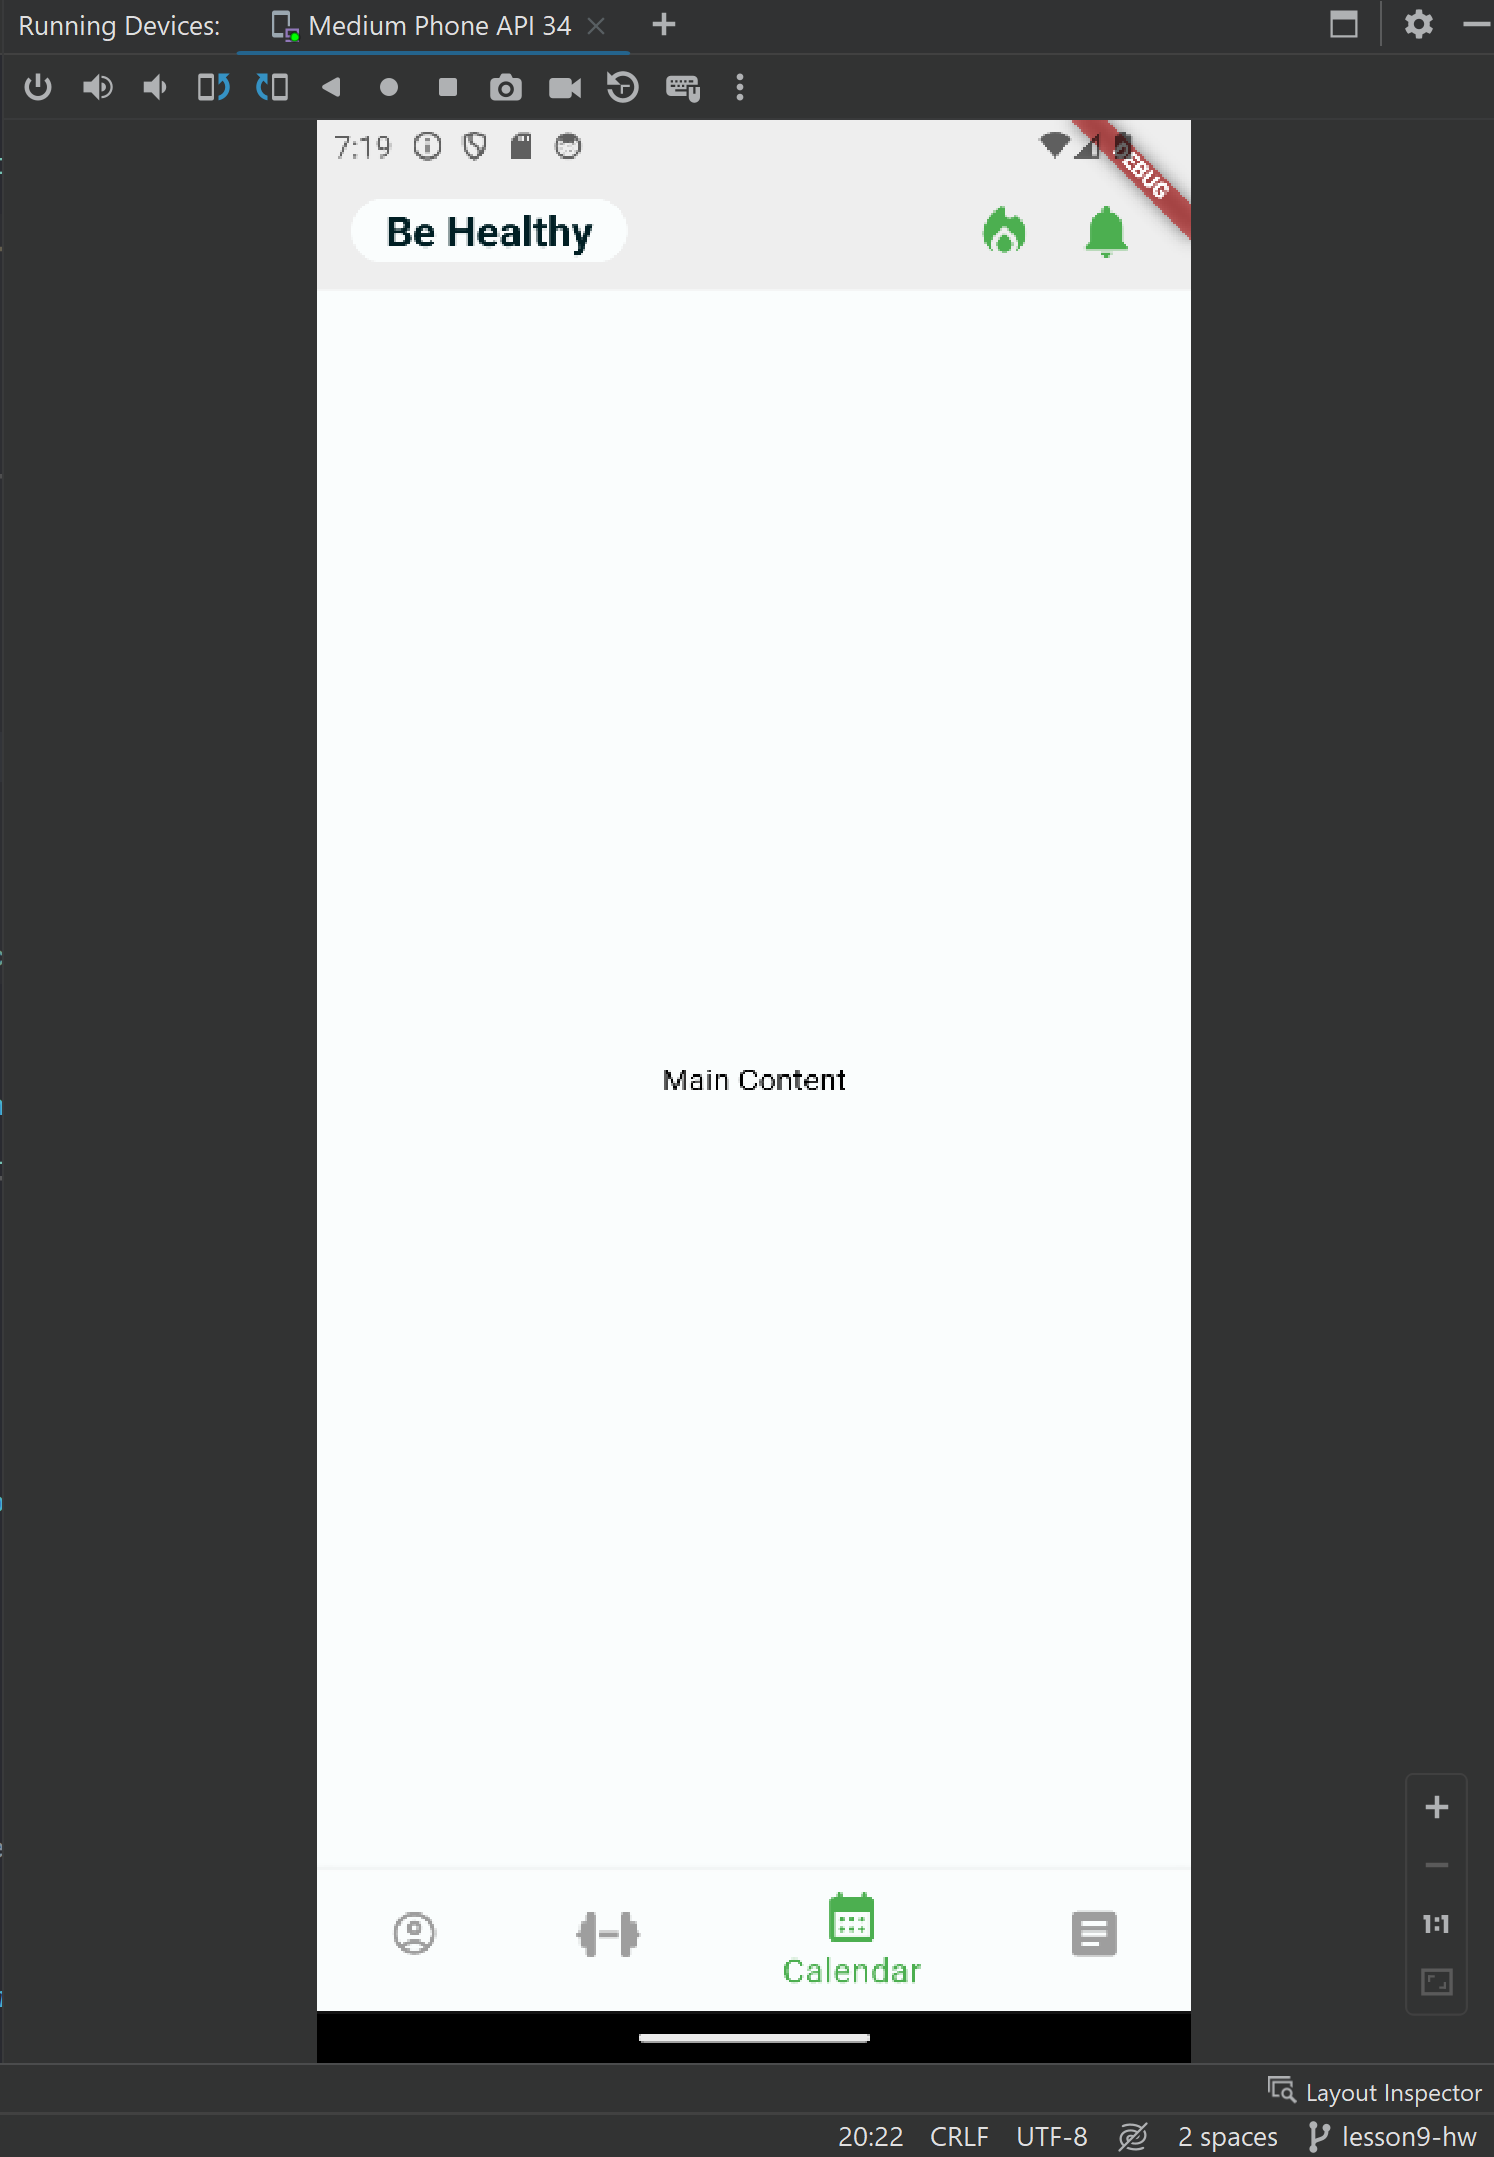 Running Devices: Medium Phone API 34
7:19
DEBUG
Be Healthy
Main Content
Calendar
1:1
Layout Inspector
20:22 CRLF UTF-8 2 spaces lesson9-hw